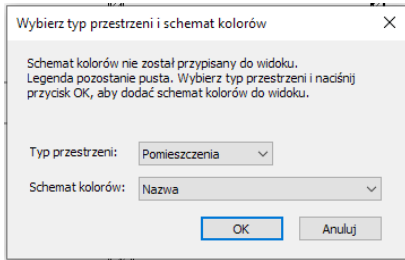 Wybierz typ przestrzeni i schemat kolorów
Schemat kolorów nie został przypisany do widoku.
Legenda pozostanie pusta. Wybierz typ przestrzeni i naciśnij
przycisk OK, aby dodać schemat kolorów do widoku.
Typ przestrzeni: Pomieszczenia
Schemat kolorów: Nazwa
OK Anuluj